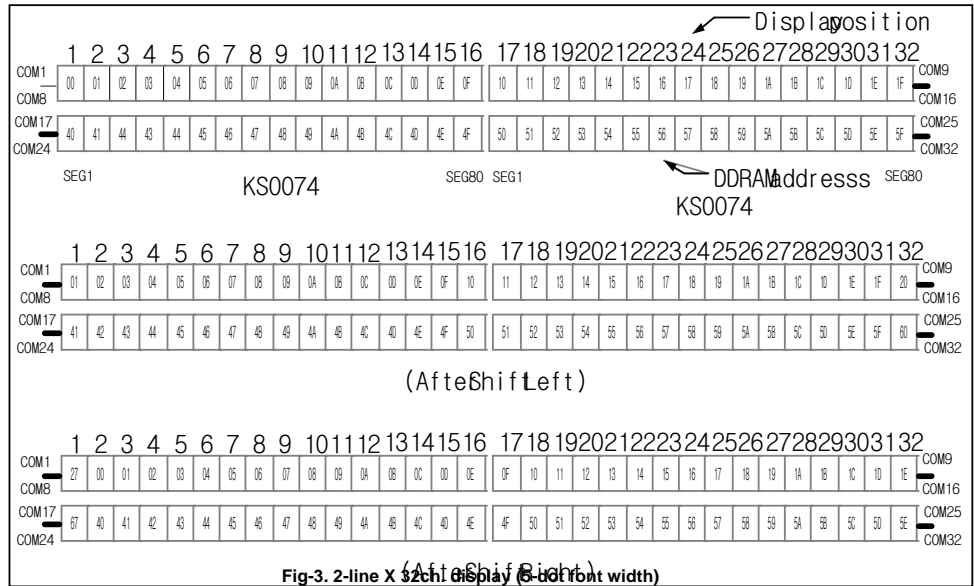 Display position
1 2 3 4 5 6 7 8 9 10 11 12 13 14 15 16 17 18 19 20 21 22 23 24 25 26 27 28 29 30 31 32
COM1 00 01 02 03 04 05 06 07 08 09 0A 0B 0C 0D 0E 0F 10 11 12 13 14 15 16 17 18 19 1A 1B 1C 1D 1E 1F COM9
COM8 COM16
COM17 40 41 44 43 44 45 46 47 48 49 4A 4B 4C 4D 4E 4F 50 51 52 53 54 55 56 57 58 59 5A 5B 5C 5D 5E 5F COM25
COM24 COM32
SEG1 KS0074 SEG80 SEG1 DDRAM addresss SEG80
KS0074
1 2 3 4 5 6 7 8 9 10 11 12 13 14 15 16 17 18 19 20 21 22 23 24 25 26 27 28 29 30 31 32
COM1 01 02 03 04 05 06 07 08 09 0A 0B 0C 0D 0E 0F 10 11 12 13 14 15 16 17 18 19 1A 1B 1C 1D 1E 1F 20 COM9
COM8 COM16
COM17 41 42 43 44 45 46 47 48 49 4A 4B 4C 4D 4E 4F 50 51 52 53 54 55 56 57 58 59 5A 5B 5C 5D 5E 5F 60 COM25
COM24 COM32
(After Shift Left)
1 2 3 4 5 6 7 8 9 10 11 12 13 14 15 16 17 18 19 20 21 22 23 24 25 26 27 28 29 30 31 32
COM1 27 00 01 02 03 04 05 06 07 08 09 0A 0B 0C 0D 0E 0F 10 11 12 13 14 15 16 17 18 19 1A 1B 1C 1D 1E COM9
COM8 COM16
COM17 67 40 41 42 43 44 45 46 47 48 49 4A 4B 4C 4D 4E 4F 50 51 52 53 54 55 56 57 58 59 5A 5B 5C 5D 5E COM25
COM24 COM32
(After Shift Right)
Fig-3. 2-line X 32ch. display (5-dot font width)